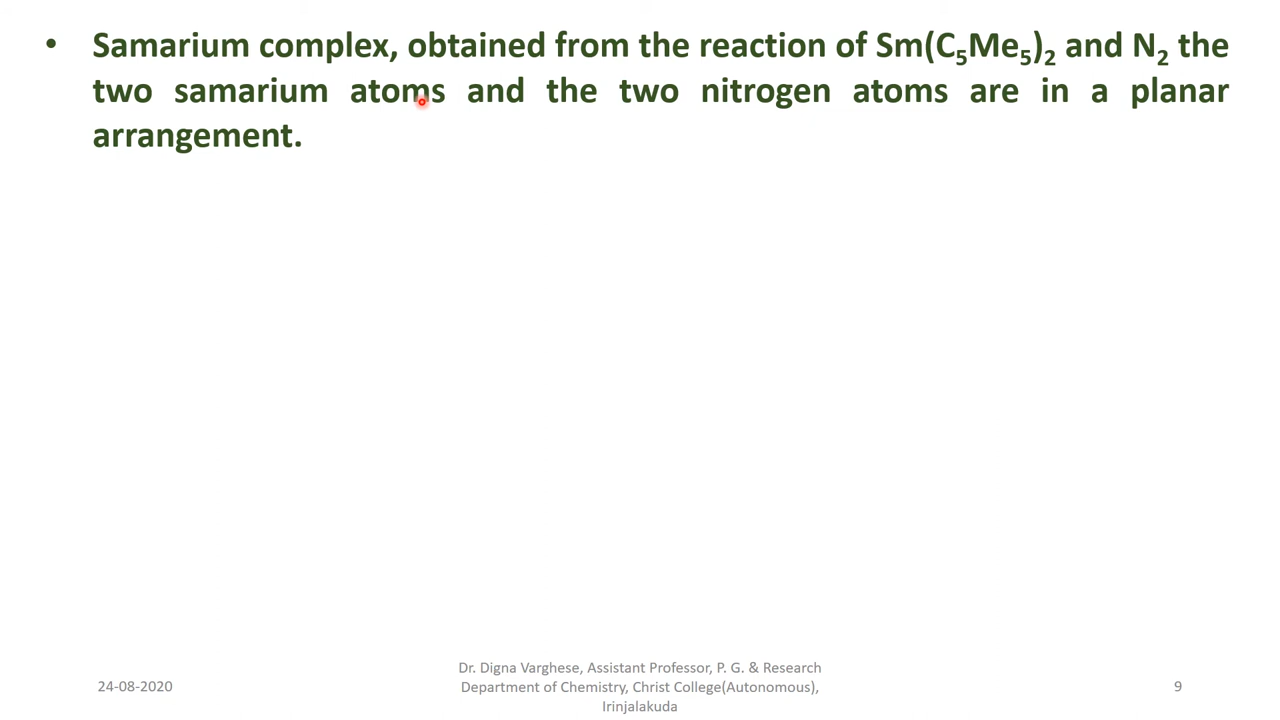 • Samarium complex, obtained from the reaction of Sm(C₅Me₅)₂ and N₂ the
two samarium atoms and the two nitrogen atoms are in a planar
arrangement.
24-08-2020
Dr. Digna Varghese, Assistant Professor, P. G. & Research
Department of Chemistry, Christ College(Autonomous),
Irinjalakuda
9